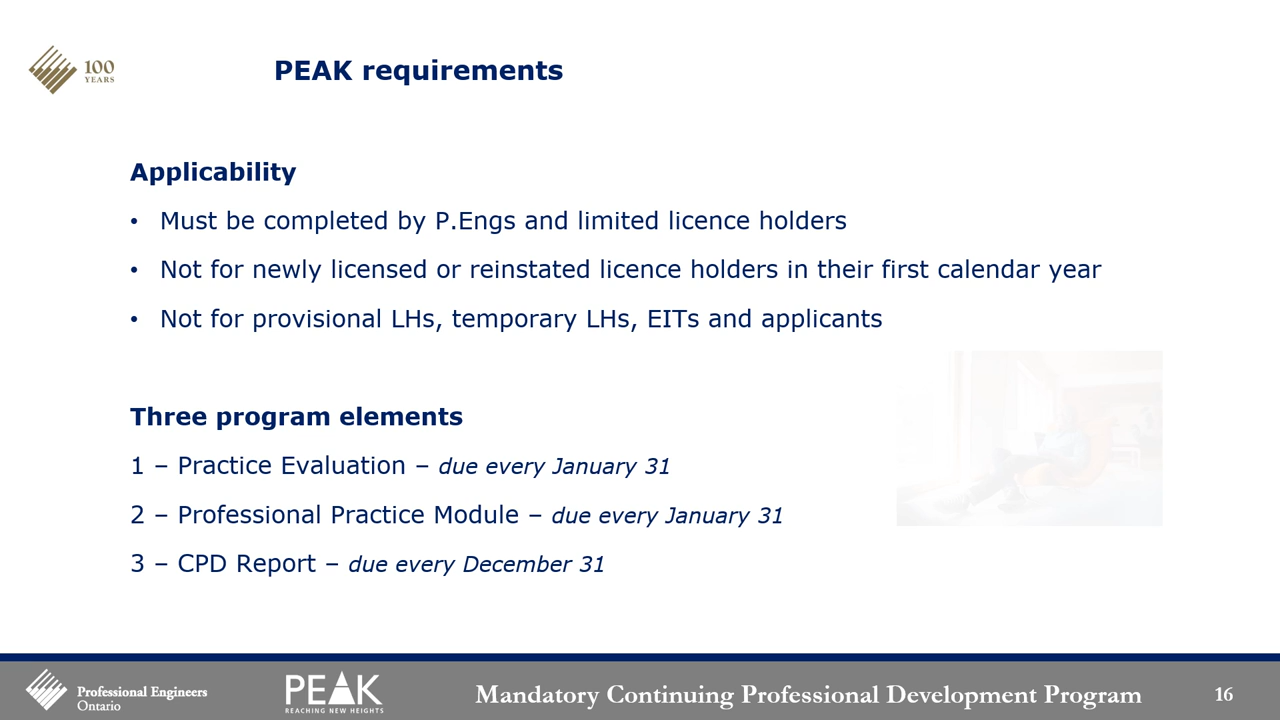 100
YEARS
PEAK requirements
Applicability
• Must be completed by P.Engs and limited licence holders
• Not for newly licensed or reinstated licence holders in their first calendar year
• Not for provisional LHs, temporary LHs, EITs and applicants
Three program elements
1 – Practice Evaluation – due every January 31
2 – Professional Practice Module – due every January 31
3 – CPD Report – due every December 31
Professional Engineers
Ontario
PEAK
REACHING NEW HEIGHTS
Mandatory Continuing Professional Development Program
16